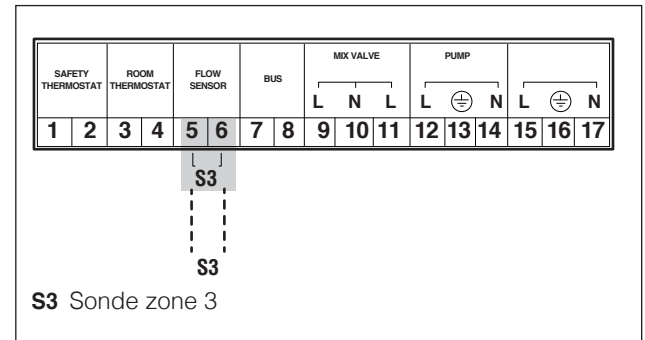 SAFETY THERMOSTAT ROOM THERMOSTAT FLOW SENSOR BUS MIX VALVE PUMP
L N L L N L N
1 2 3 4 5 6 7 8 9 10 11 12 13 14 15 16 17
S3
S3
S3 Sonde zone 3